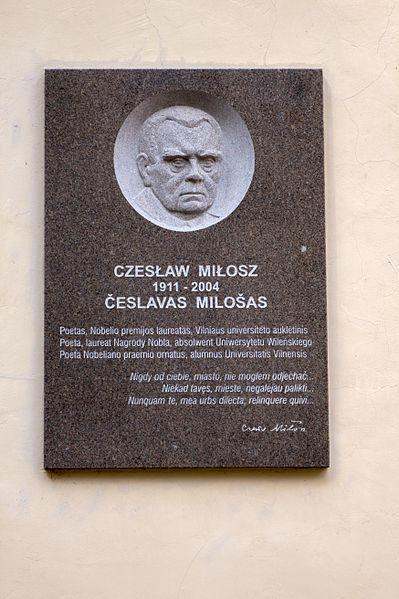 CZESŁAW MIŁOSZ
1911 - 2004
ČESLAVAS MILOŠAS
Poetas, Nobelio premijos laureatas, Vilniaus universiteto auklėtinis
Poeta, laureat Nagrody Nobla, absolwent Uniwersytetu Wileńskiego
Poeta Nobeliano praemio ornatus, alumnus Universitatis Vilnensis
Nigdy od ciebie, miasto, nie mogłem odjechać...
Niekad tavęs, mieste, negalėjau palikti...
Nunquam te, mea urbs dilecta, relinquere quivi...